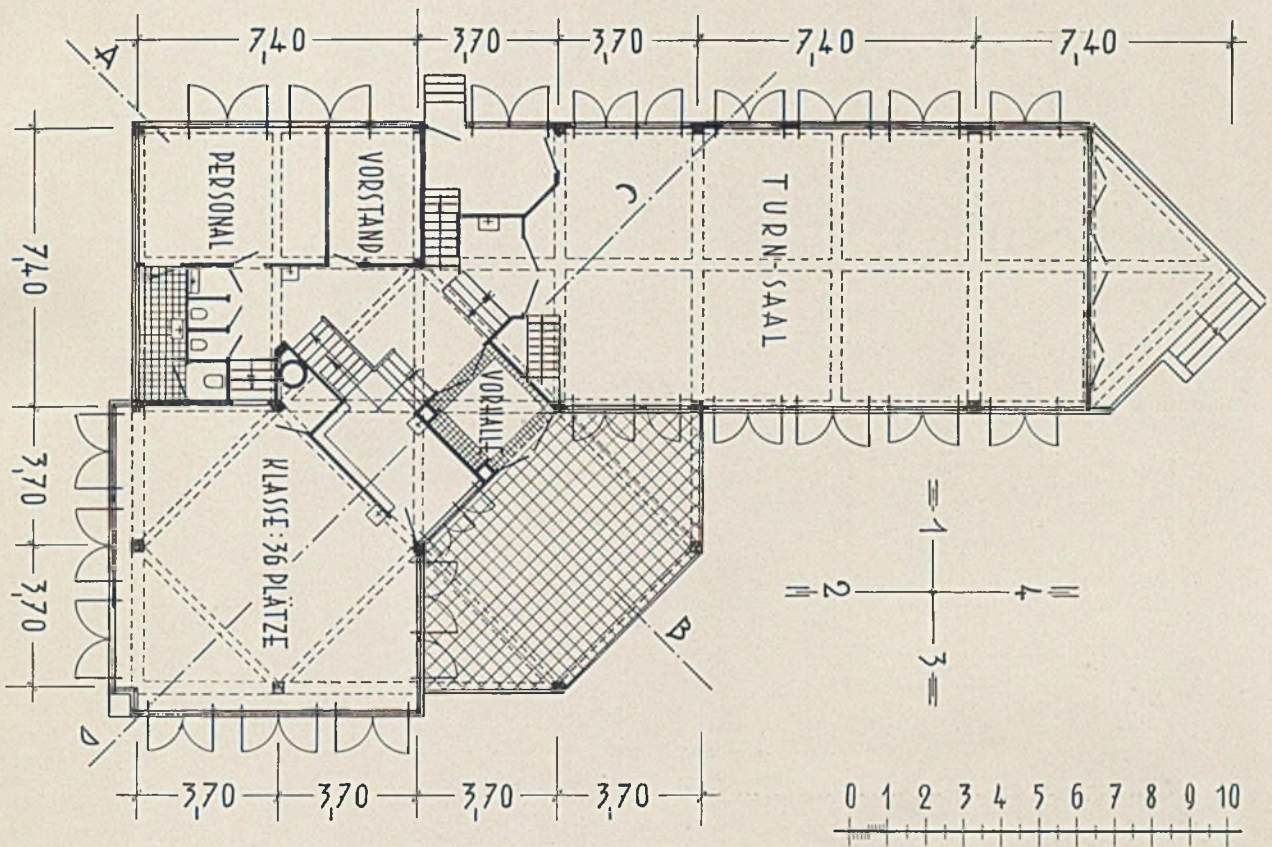 7,40 3,70 3,70 7,40 7,40
A
PERSONAL
VORSTAND
C
TURN-SAAL
7,40
VORHALLE
3,70
KLASSE: 36 PLÄTZE
3,70
1
2
4
3
B
D
3,70 3,70 3,70 3,70
0 1 2 3 4 5 6 7 8 9 10